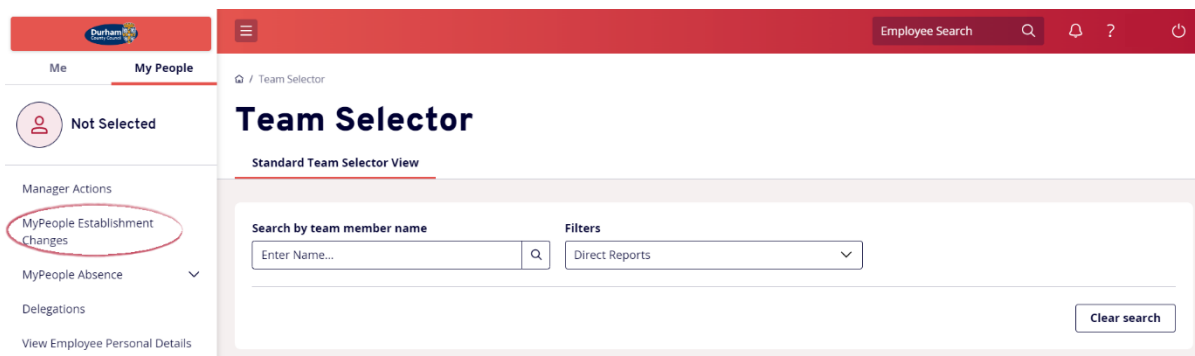 Durham
County Council
Employee Search
?
Me
My People
/ Team Selector
Not Selected
Team Selector
Standard Team Selector View
Manager Actions
MyPeople Establishment
Changes
Search by team member name
Filters
Enter Name...
Direct Reports
MyPeople Absence
Delegations
Clear search
View Employee Personal Details